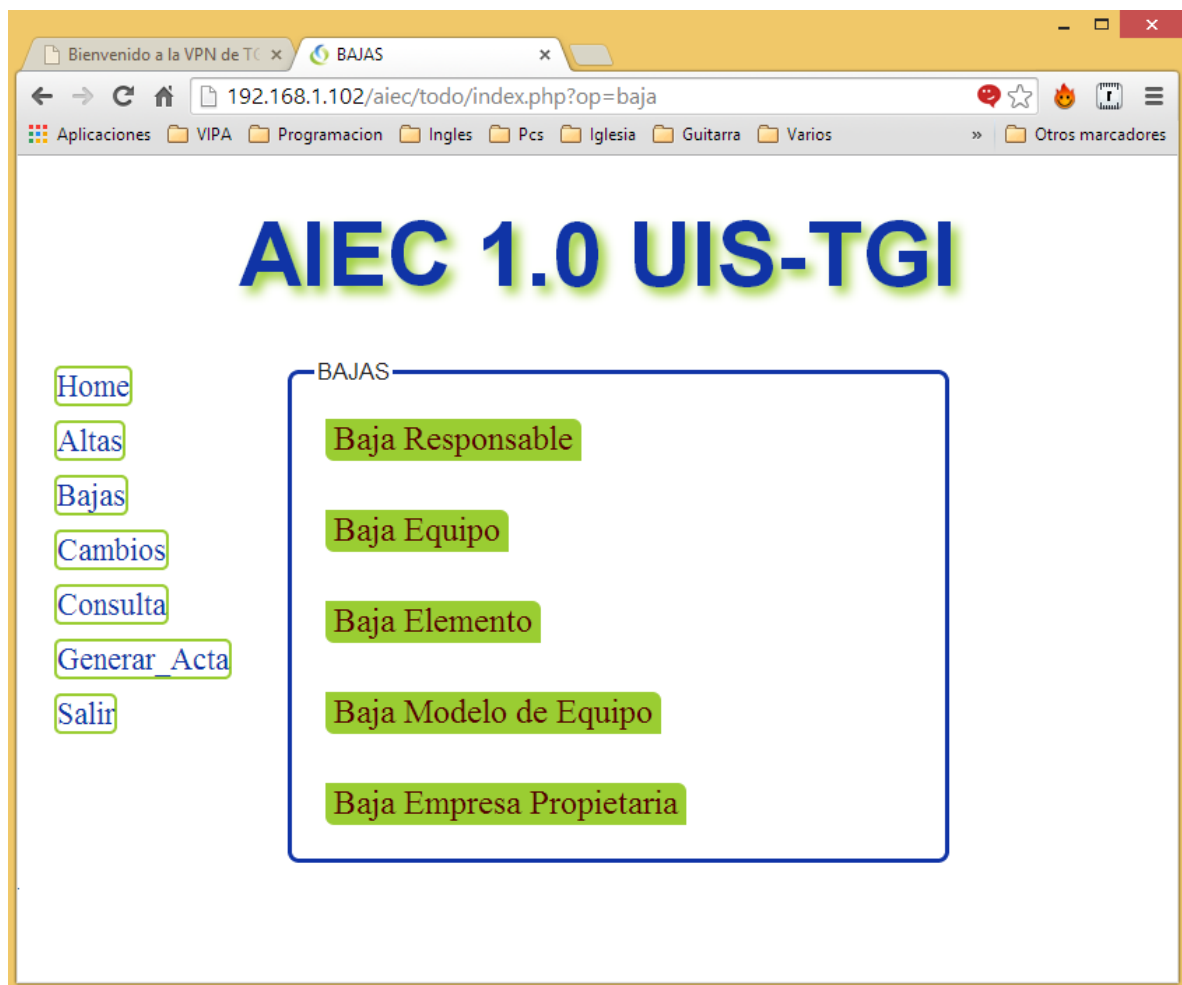 Bienvenido a la VPN de TC
BAJAS
192.168.1.102/aiec/todo/index.php?op=baja
Aplicaciones VIPA Programacion Ingles Pcs Iglesia Guitarra Varios » Otros marcadores
AIEC 1.0 UIS-TGI
Home
Altas
Bajas
Cambios
Consulta
Generar_Acta
Salir
BAJAS
Baja Responsable
Baja Equipo
Baja Elemento
Baja Modelo de Equipo
Baja Empresa Propietaria